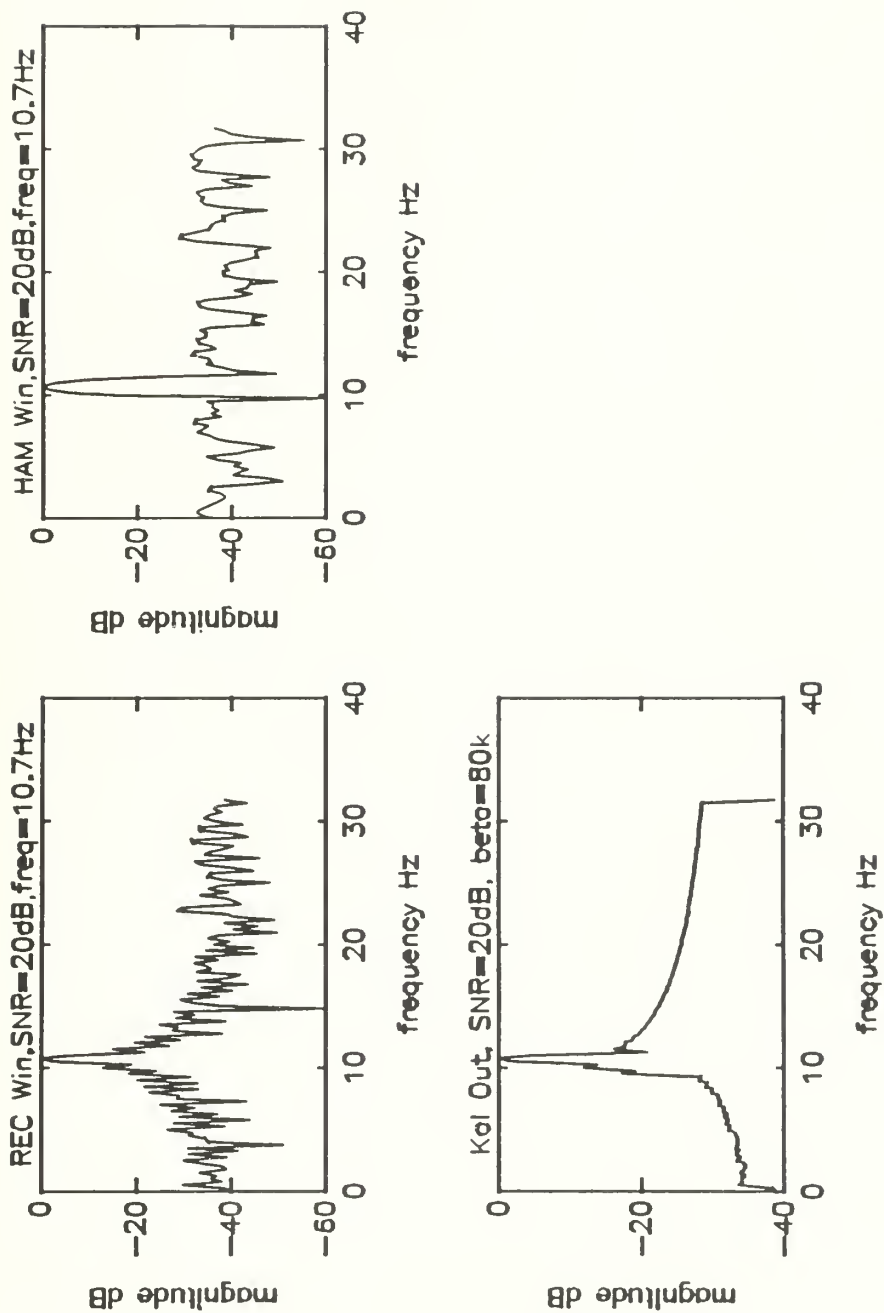 REC Win,SNR=20dB,freq=10.7Hz
magnitude dB
0
-20
-40
-60
0 10 20 30 40
frequency Hz
HAM Win,SNR=20dB,freq=10.7Hz
magnitude dB
0
-20
-40
-60
0 10 20 30 40
frequency Hz
Kal Out, SNR=20dB, beto=80k
magnitude dB
0
-20
-40
0 10 20 30 40
frequency Hz